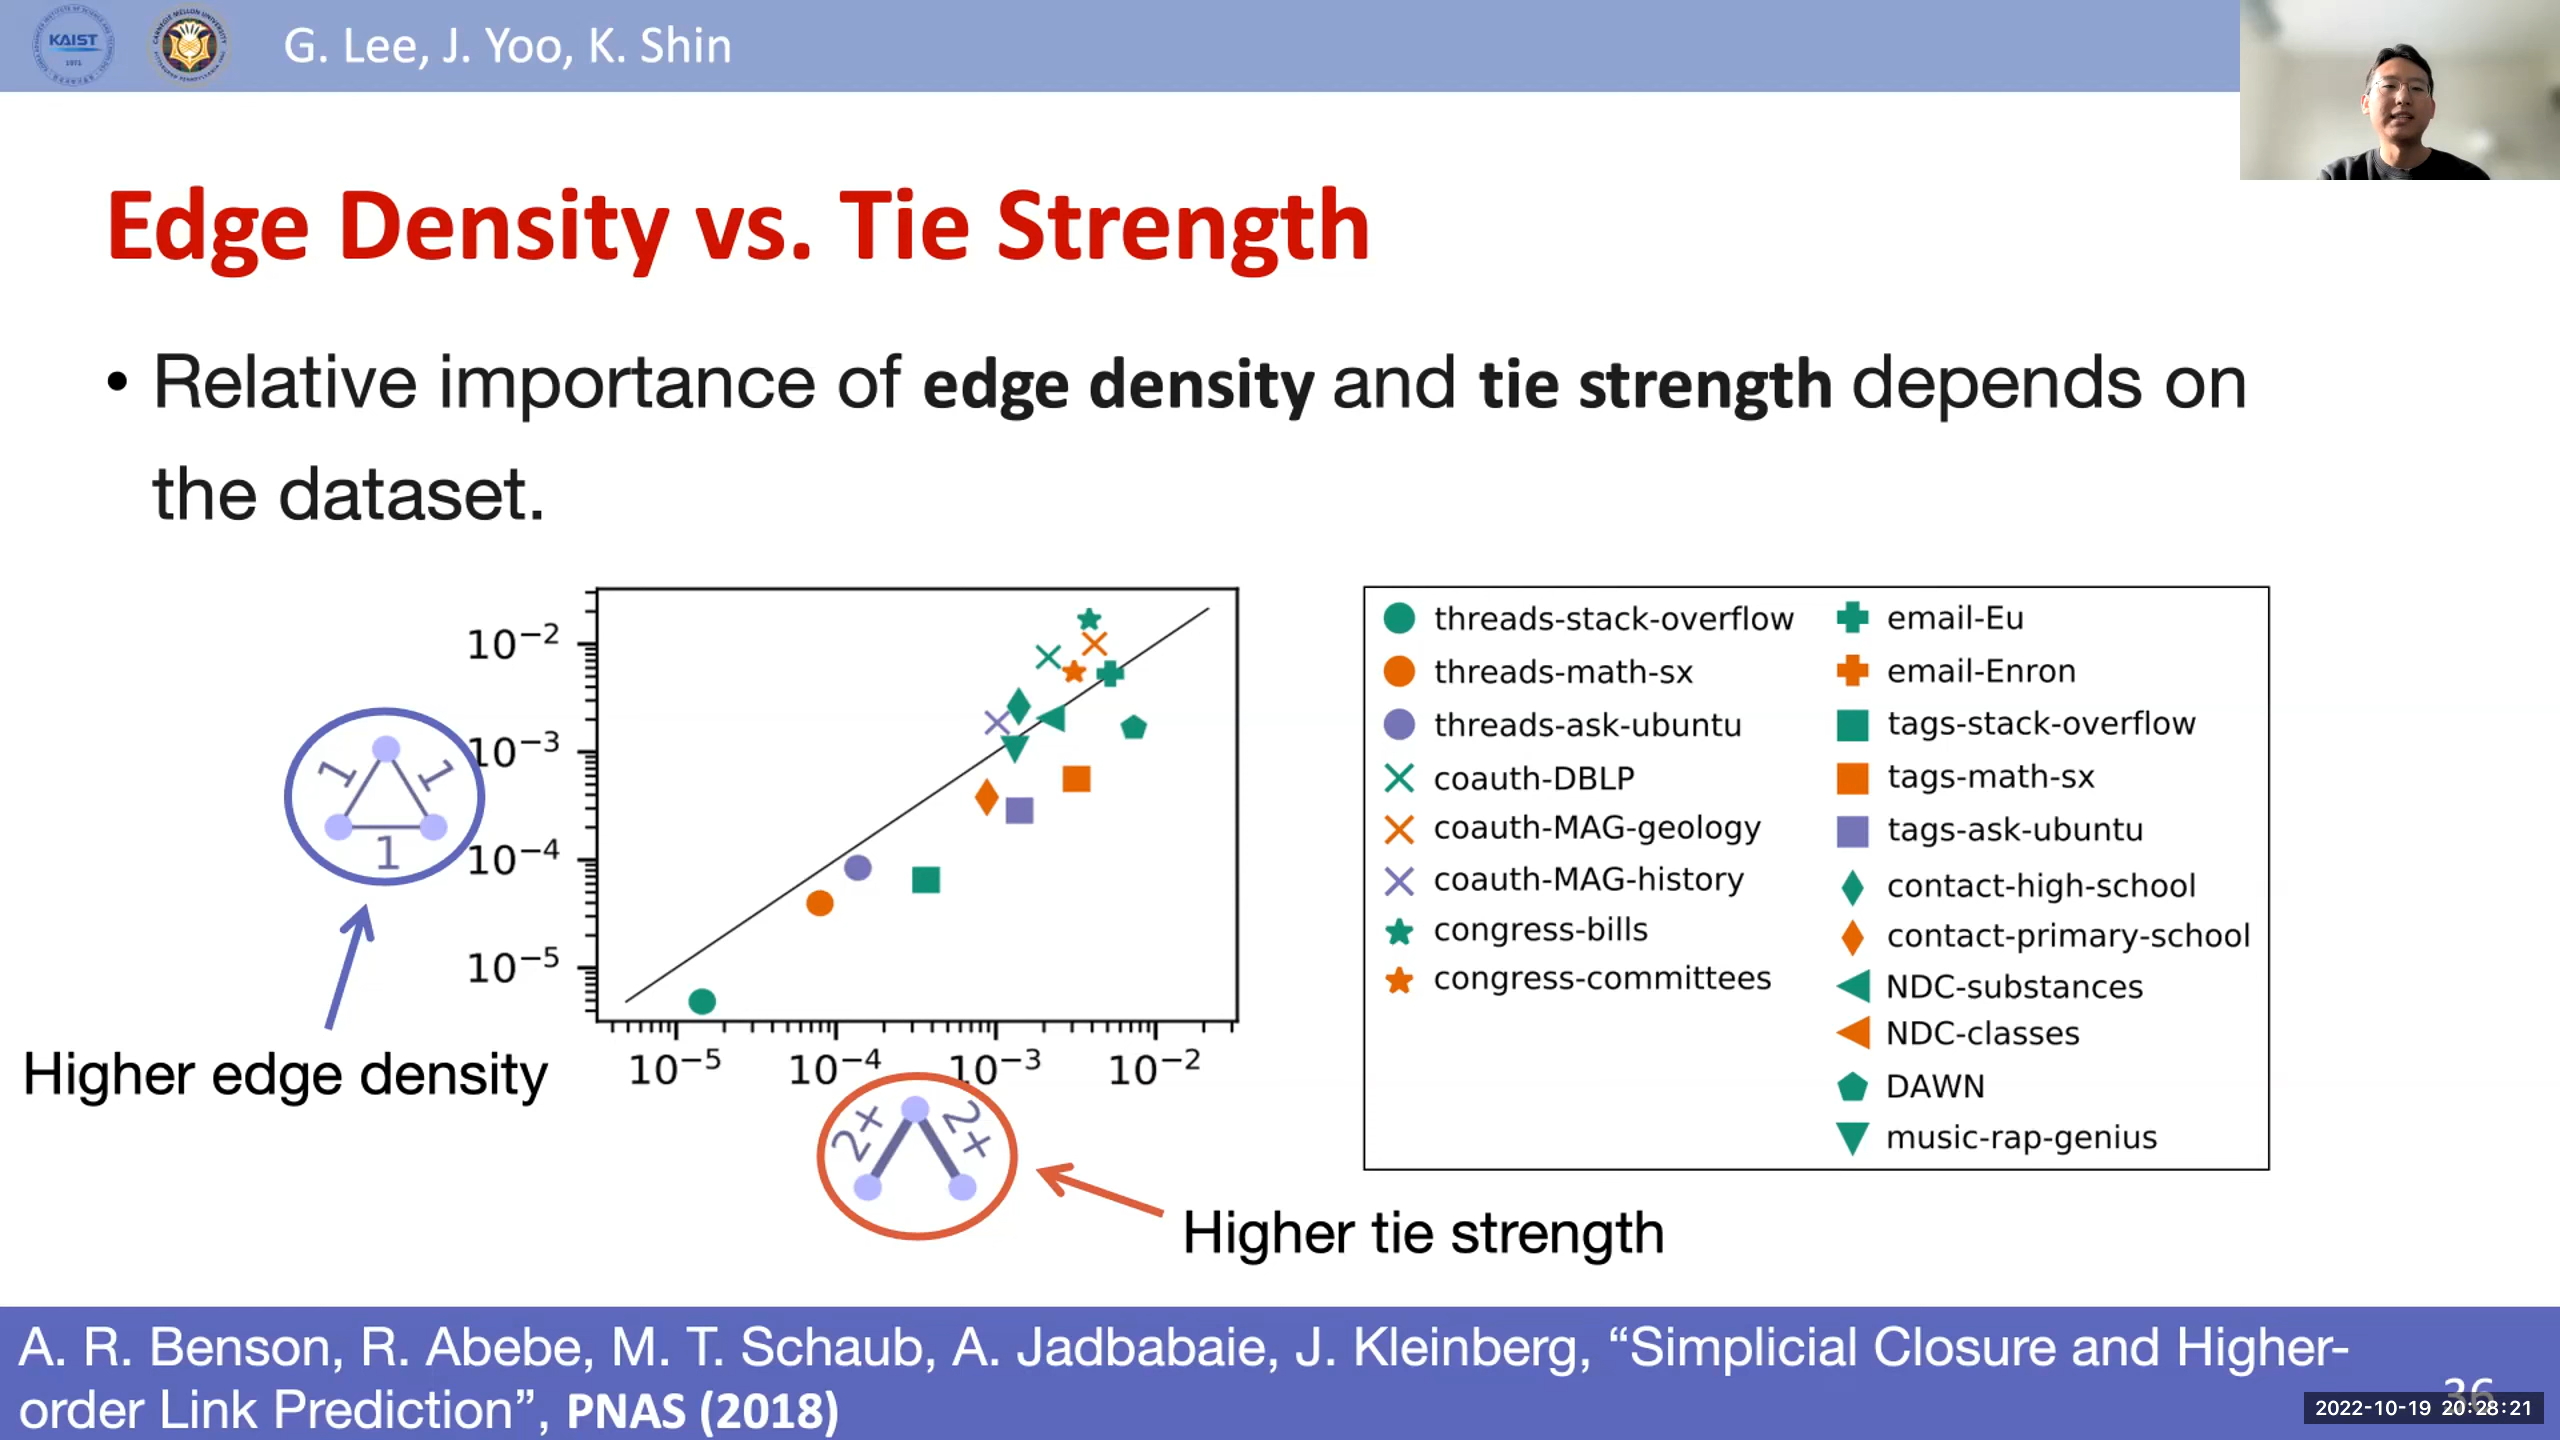 KAIST
1971
G. Lee, J. Yoo, K. Shin
Edge Density vs. Tie Strength
• Relative importance of edge density and tie strength depends on
the dataset.
10−2
10−3
10−4
10−5
10−5 10−4 10−3 10−2
1 1
1
2+ 2+
Higher edge density
Higher tie strength
threads-stack-overflow
threads-math-sx
threads-ask-ubuntu
coauth-DBLP
coauth-MAG-geology
coauth-MAG-history
congress-bills
congress-committees
email-Eu
email-Enron
tags-stack-overflow
tags-math-sx
tags-ask-ubuntu
contact-high-school
contact-primary-school
NDC-substances
NDC-classes
DAWN
music-rap-genius
A. R. Benson, R. Abebe, M. T. Schaub, A. Jadbabaie, J. Kleinberg, “Simplicial Closure and Higher-
order Link Prediction”, PNAS (2018)
36
2022-10-19 20:28:21